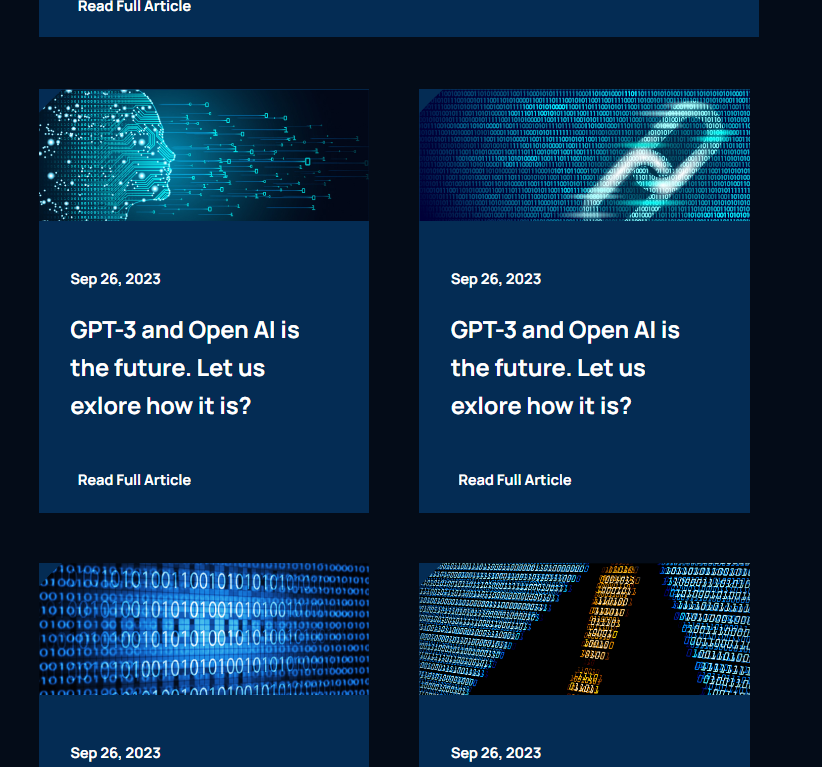 Read Full Article
Sep 26, 2023
GPT-3 and Open AI is
the future. Let us
exlore how it is?
Read Full Article
Sep 26, 2023
GPT-3 and Open AI is
the future. Let us
exlore how it is?
Read Full Article
Sep 26, 2023
Sep 26, 2023